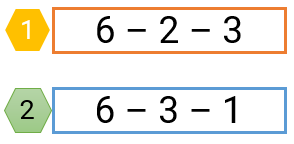 1 6 – 2 – 3
2 6 – 3 – 1